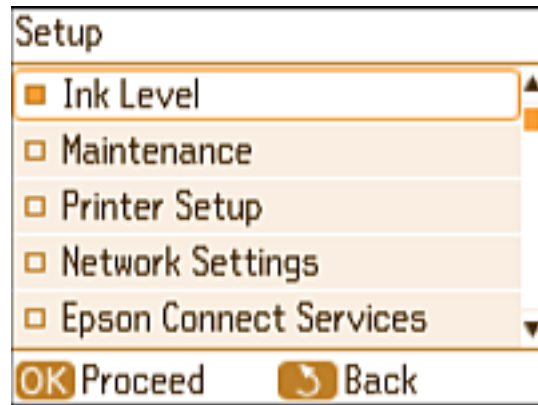 Setup
Ink Level
Maintenance
Printer Setup
Network Settings
Epson Connect Services
OK Proceed Back